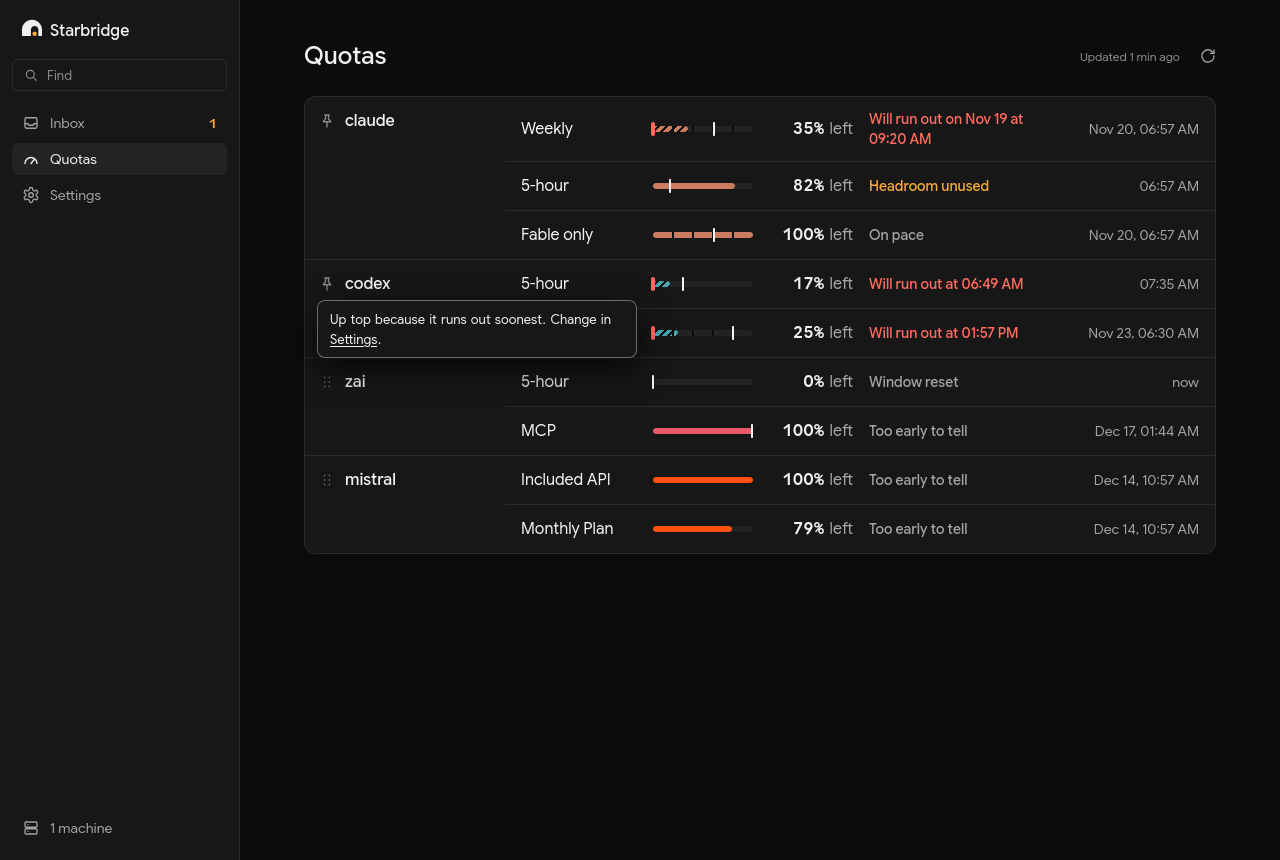 Starbridge
Find
Inbox 1
Quotas
Settings
1 machine
Quotas
Updated 1 min ago
claude
Weekly 35% left Will run out on Nov 19 at 09:20 AM Nov 20, 06:57 AM
5-hour 82% left Headroom unused 06:57 AM
Fable only 100% left On pace Nov 20, 06:57 AM
codex
5-hour 17% left Will run out at 06:49 AM 07:35 AM
Up top because it runs out soonest. Change in
Settings.
25% left Will run out at 01:57 PM Nov 23, 06:30 AM
zai
5-hour 0% left Window reset now
MCP 100% left Too early to tell Dec 17, 01:44 AM
mistral
Included API 100% left Too early to tell Dec 14, 10:57 AM
Monthly Plan 79% left Too early to tell Dec 14, 10:57 AM